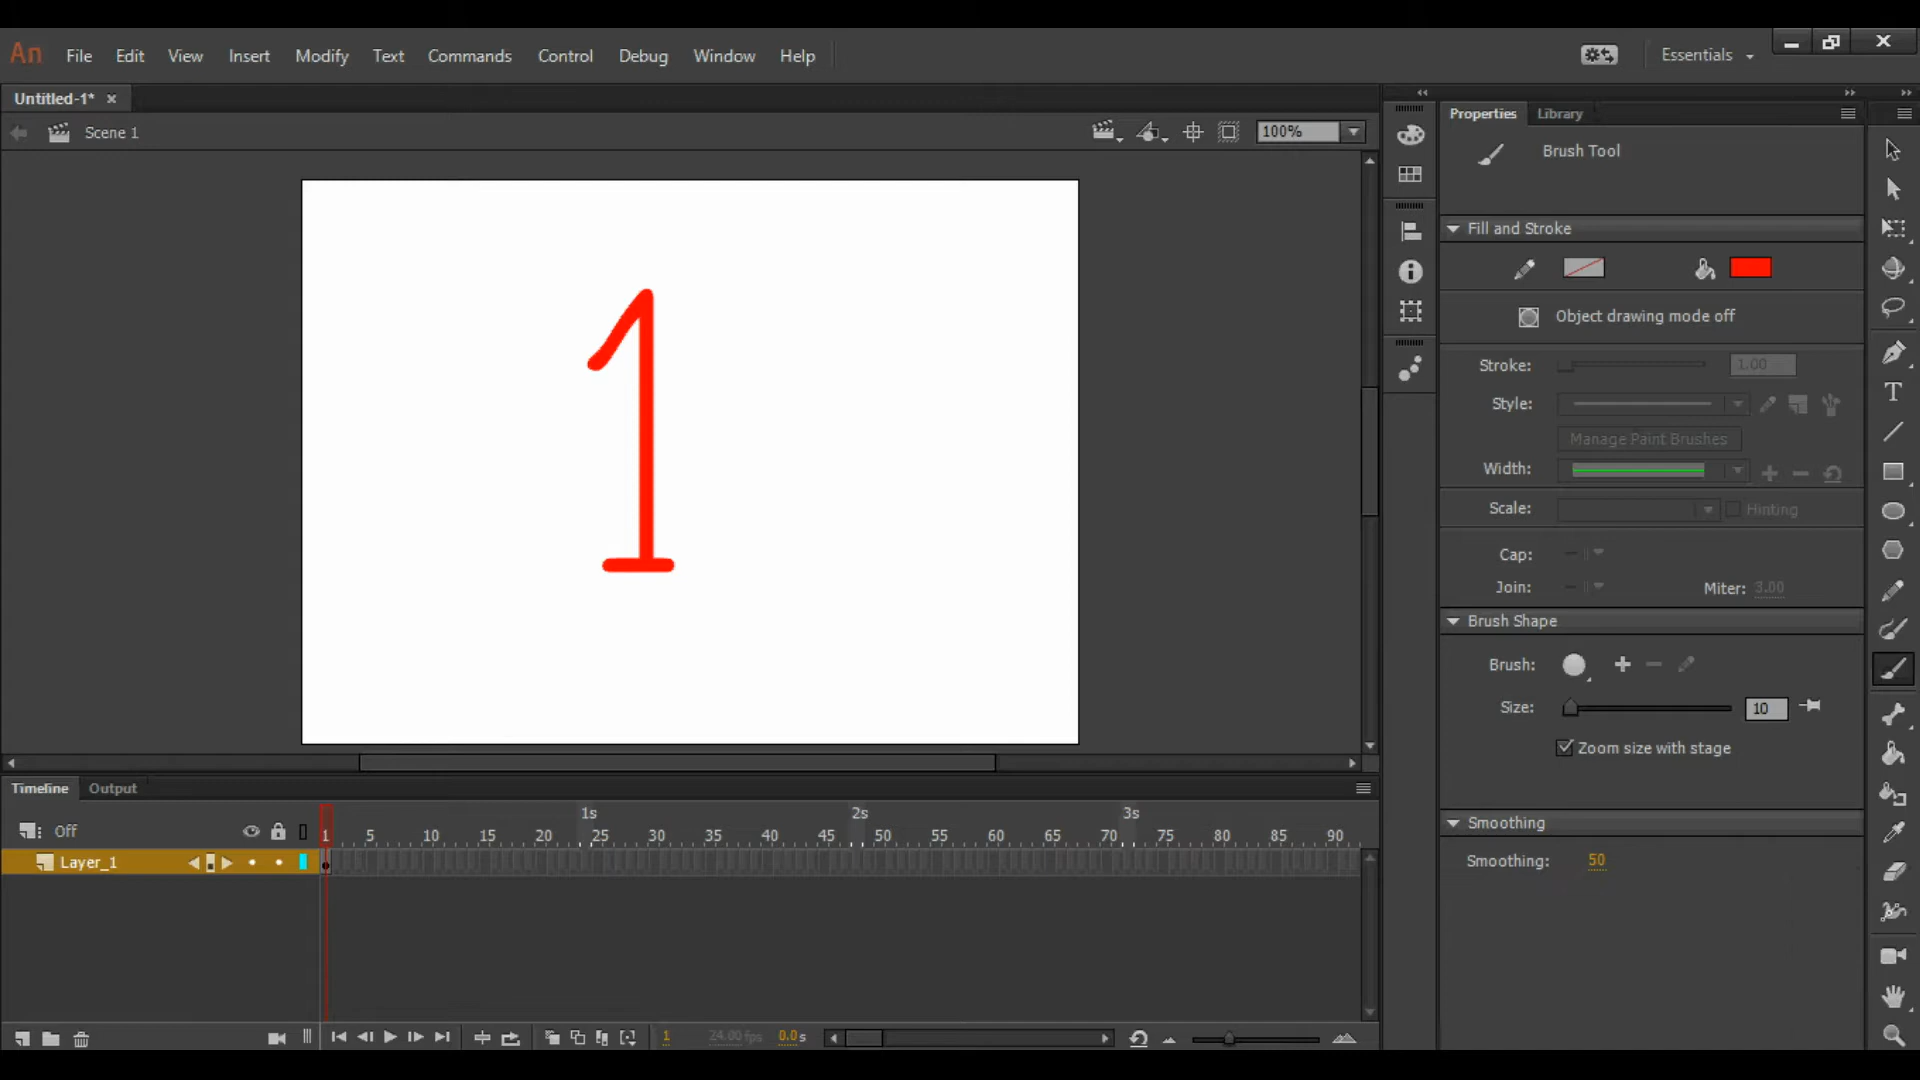 An File Edit View Insert Modify Text Commands Control Debug Window Help Essentials
Untitled-1*
Scene 1 100%
Properties Library
Brush Tool
Fill and Stroke
Object drawing mode off
Stroke: 1.00
Style:
Manage Paint Brushes
Width:
Scale: Hinting
Cap:
Join: Miter: 3.00
Brush Shape
Brush:
Size: 10
Zoom size with stage
Smoothing
Smoothing: 50
1
Timeline Output
1s 2s 3s
Off 1 5 10 15 20 25 30 35 40 45 50 55 60 65 70 75 80 85 90
Layer_1
1 24.00 fps 0.0 s